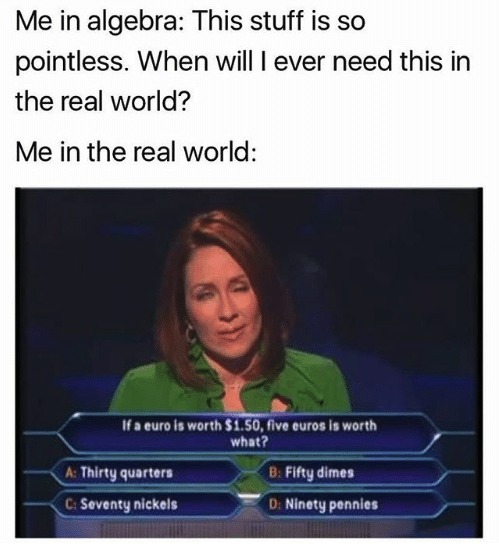 Me in algebra: This stuff is so
pointless. When will I ever need this in
the real world?
Me in the real world:
If a euro is worth $1.50, five euros is worth
what?
A: Thirty quarters
B: Fifty dimes
C: Seventy nickels
D: Ninety pennies